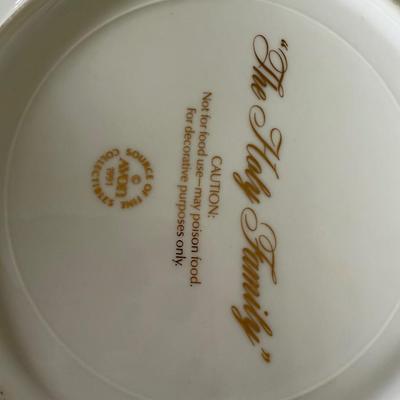 "The Holy Family"
CAUTION:
Not for food use—may poison food.
For decorative purposes only.
SOURCE OF FINE
©
AVON
1991
COLLECTIBLES